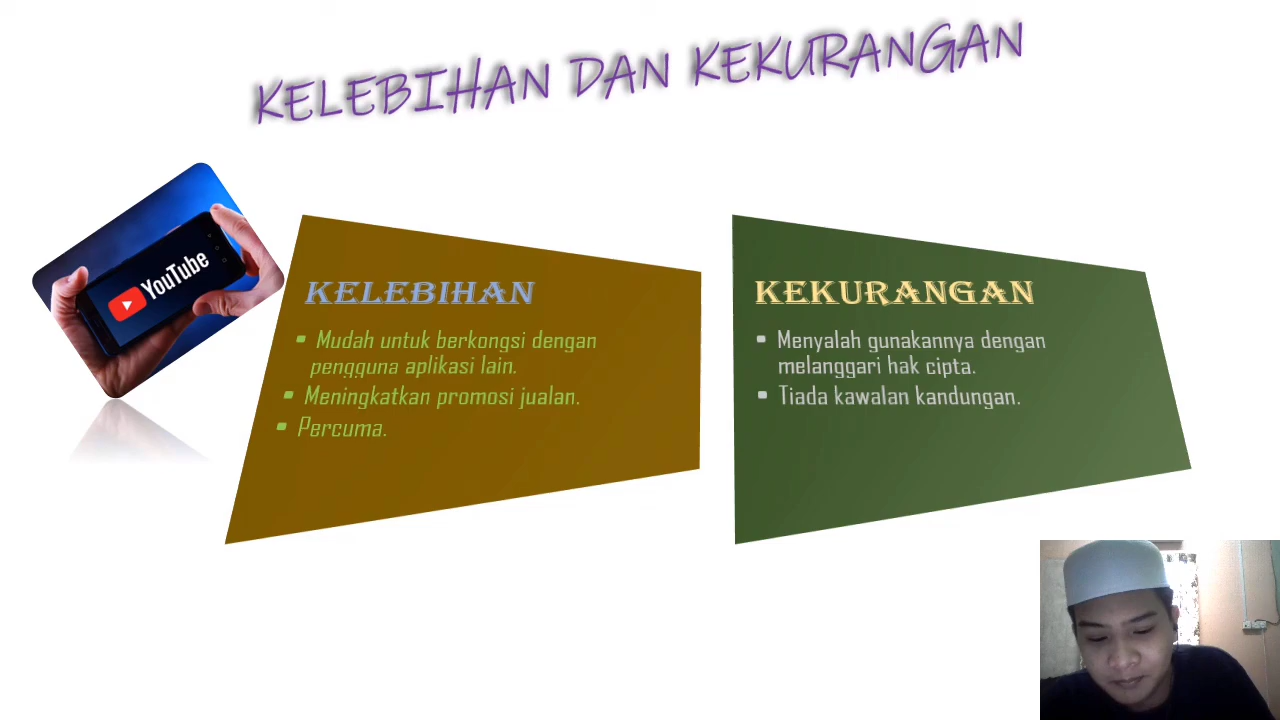 KELEBIHAN DAN KEKURANGAN
YouTube
KELEBIHAN
• Mudah untuk berkongsi dengan
pengguna aplikasi lain.
• Meningkatkan promosi jualan.
• Percuma.
KEKURANGAN
• Menyalah gunakannya dengan
melanggari hak cipta.
• Tiada kawalan kandungan.